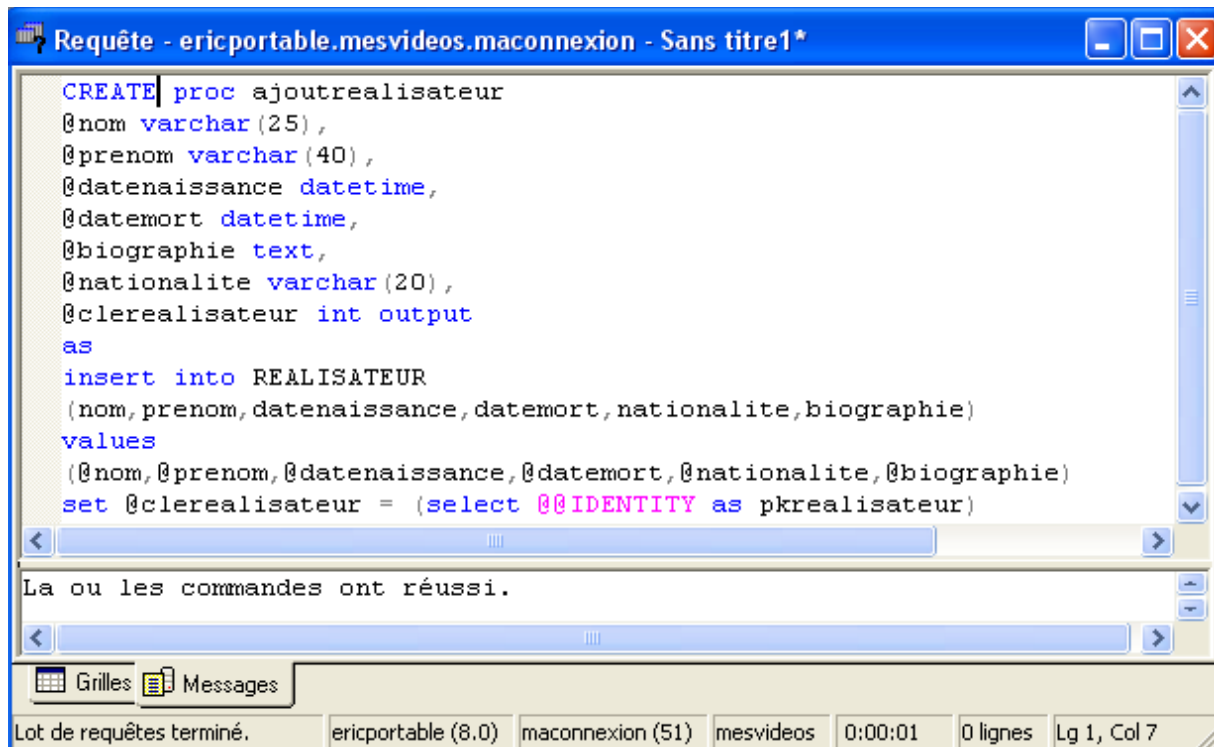 Requête - ericportable.mesvideos.maconnexion - Sans titre1*
CREATE proc ajoutrealisateur
@nom varchar(25),
@prenom varchar(40),
@datenaissance datetime,
@datemort datetime,
@biographie text,
@nationalite varchar(20),
@clerealisateur int output
as
insert into REALISATEUR
(nom,prenom,datenaissance,datemort,nationalite,biographie)
values
(@nom,@prenom,@datenaissance,@datemort,@nationalite,@biographie)
set @clerealisateur = (select @@IDENTITY as pkrealisateur)
La ou les commandes ont réussi.
Grilles Messages
Lot de requêtes terminé. ericportable (8.0) maconnexion (51) mesvideos 0:00:01 0 lignes Lg 1, Col 7